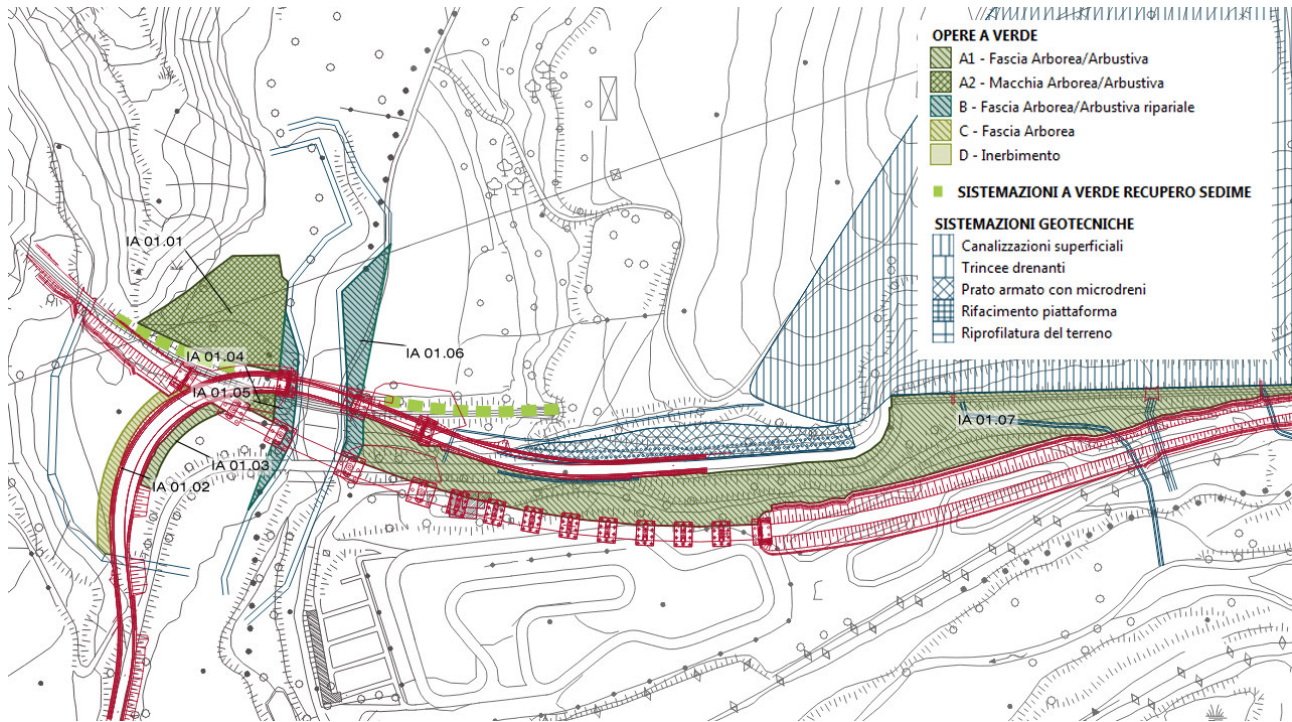 OPERE A VERDE
A1 - Fascia Arborea/Arbustiva
A2 - Macchia Arborea/Arbustiva
B - Fascia Arborea/Arbustiva ripariale
C - Fascia Arborea
D - Inerbimento
SISTEMAZIONI A VERDE RECUPERO SEDIME
SISTEMAZIONI GEOTECNICHE
Canalizzazioni superficiali
Trincee drenanti
Prato armato con microdreni
Rifacimento piattaforma
Riprofilatura del terreno
IA 01.01
IA 01.04
IA 01.06
IA 01.05
IA 01.07
IA 01.03
IA 01.02